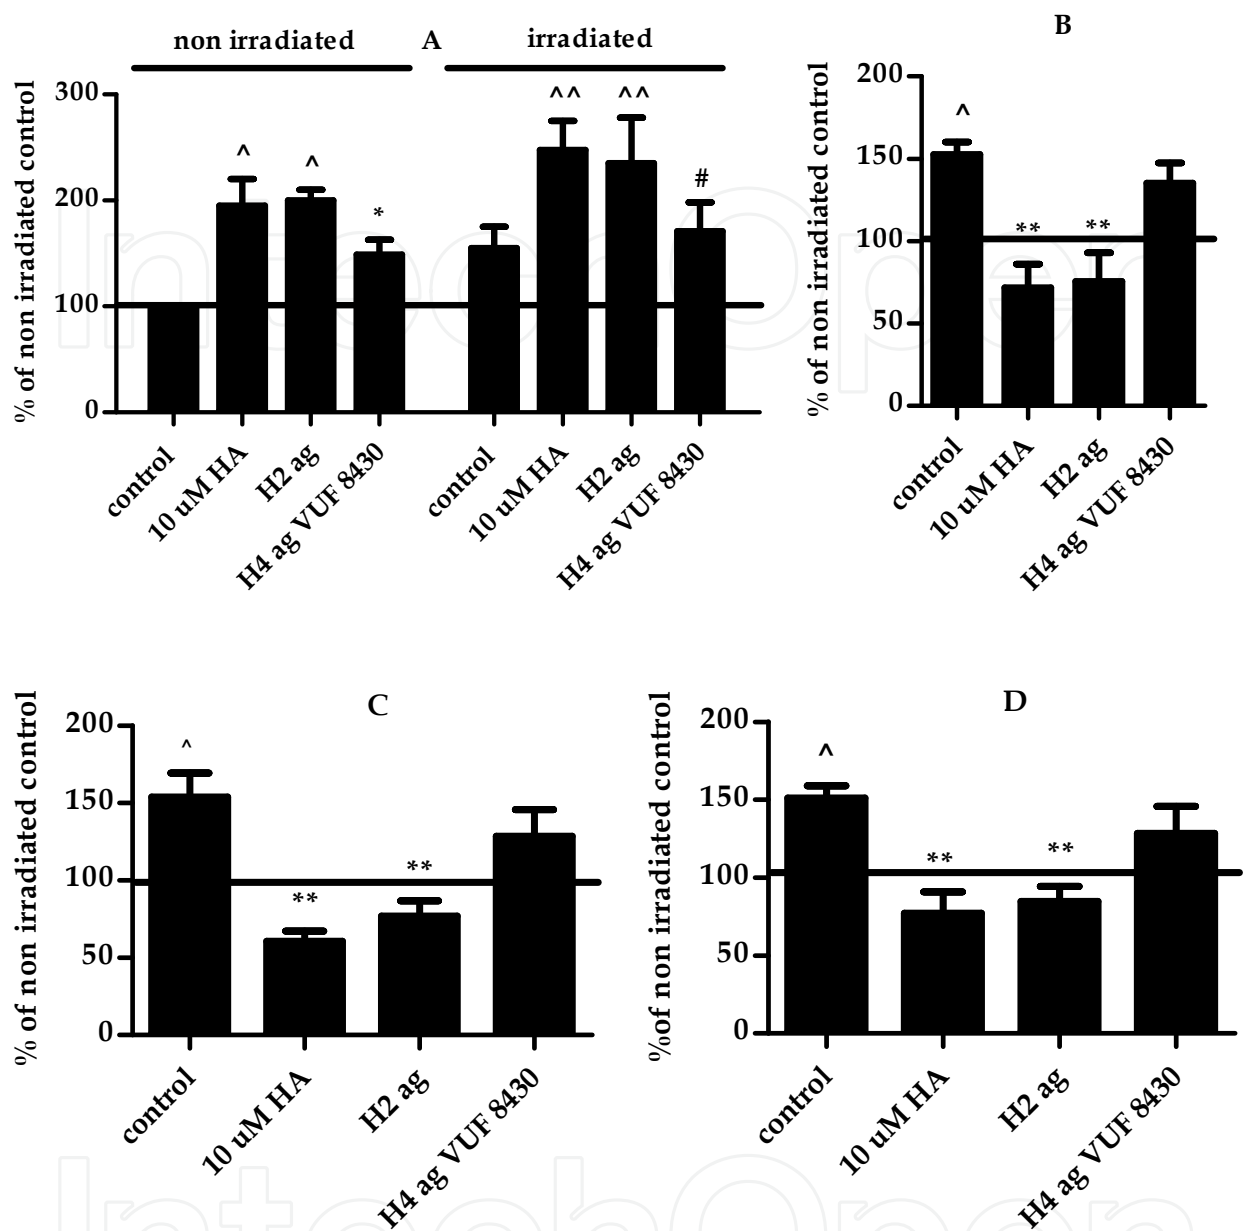 non irradiated A irradiated
% of non irradiated control
300
200
100
0
^
^
*
^^
^^
#
control
10 uM HA
H2 ag
H4 ag VUF 8430
control
10 uM HA
H2 ag
H4 ag VUF 8430
B
% of non irradiated control
200
150
100
50
0
^
**
**
control
10 uM HA
H2 ag
H4 ag VUF 8430
C
% of non irradiated control
200
150
100
50
0
^
**
**
control
10 uM HA
H2 ag
H4 ag VUF 8430
D
%of non irradiated control
200
150
100
50
0
^
**
**
control
10 uM HA
H2 ag
H4 ag VUF 8430
IntechOpen
IntechOpen